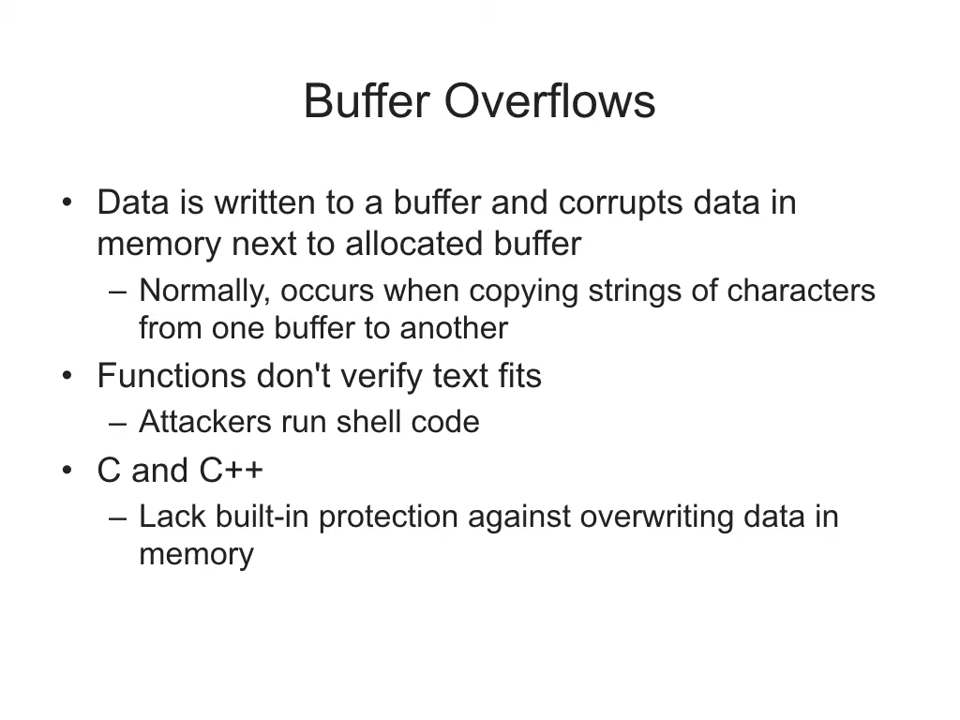 Buffer Overflows
• Data is written to a buffer and corrupts data in
memory next to allocated buffer
– Normally, occurs when copying strings of characters
from one buffer to another
• Functions don't verify text fits
– Attackers run shell code
• C and C++
– Lack built-in protection against overwriting data in
memory